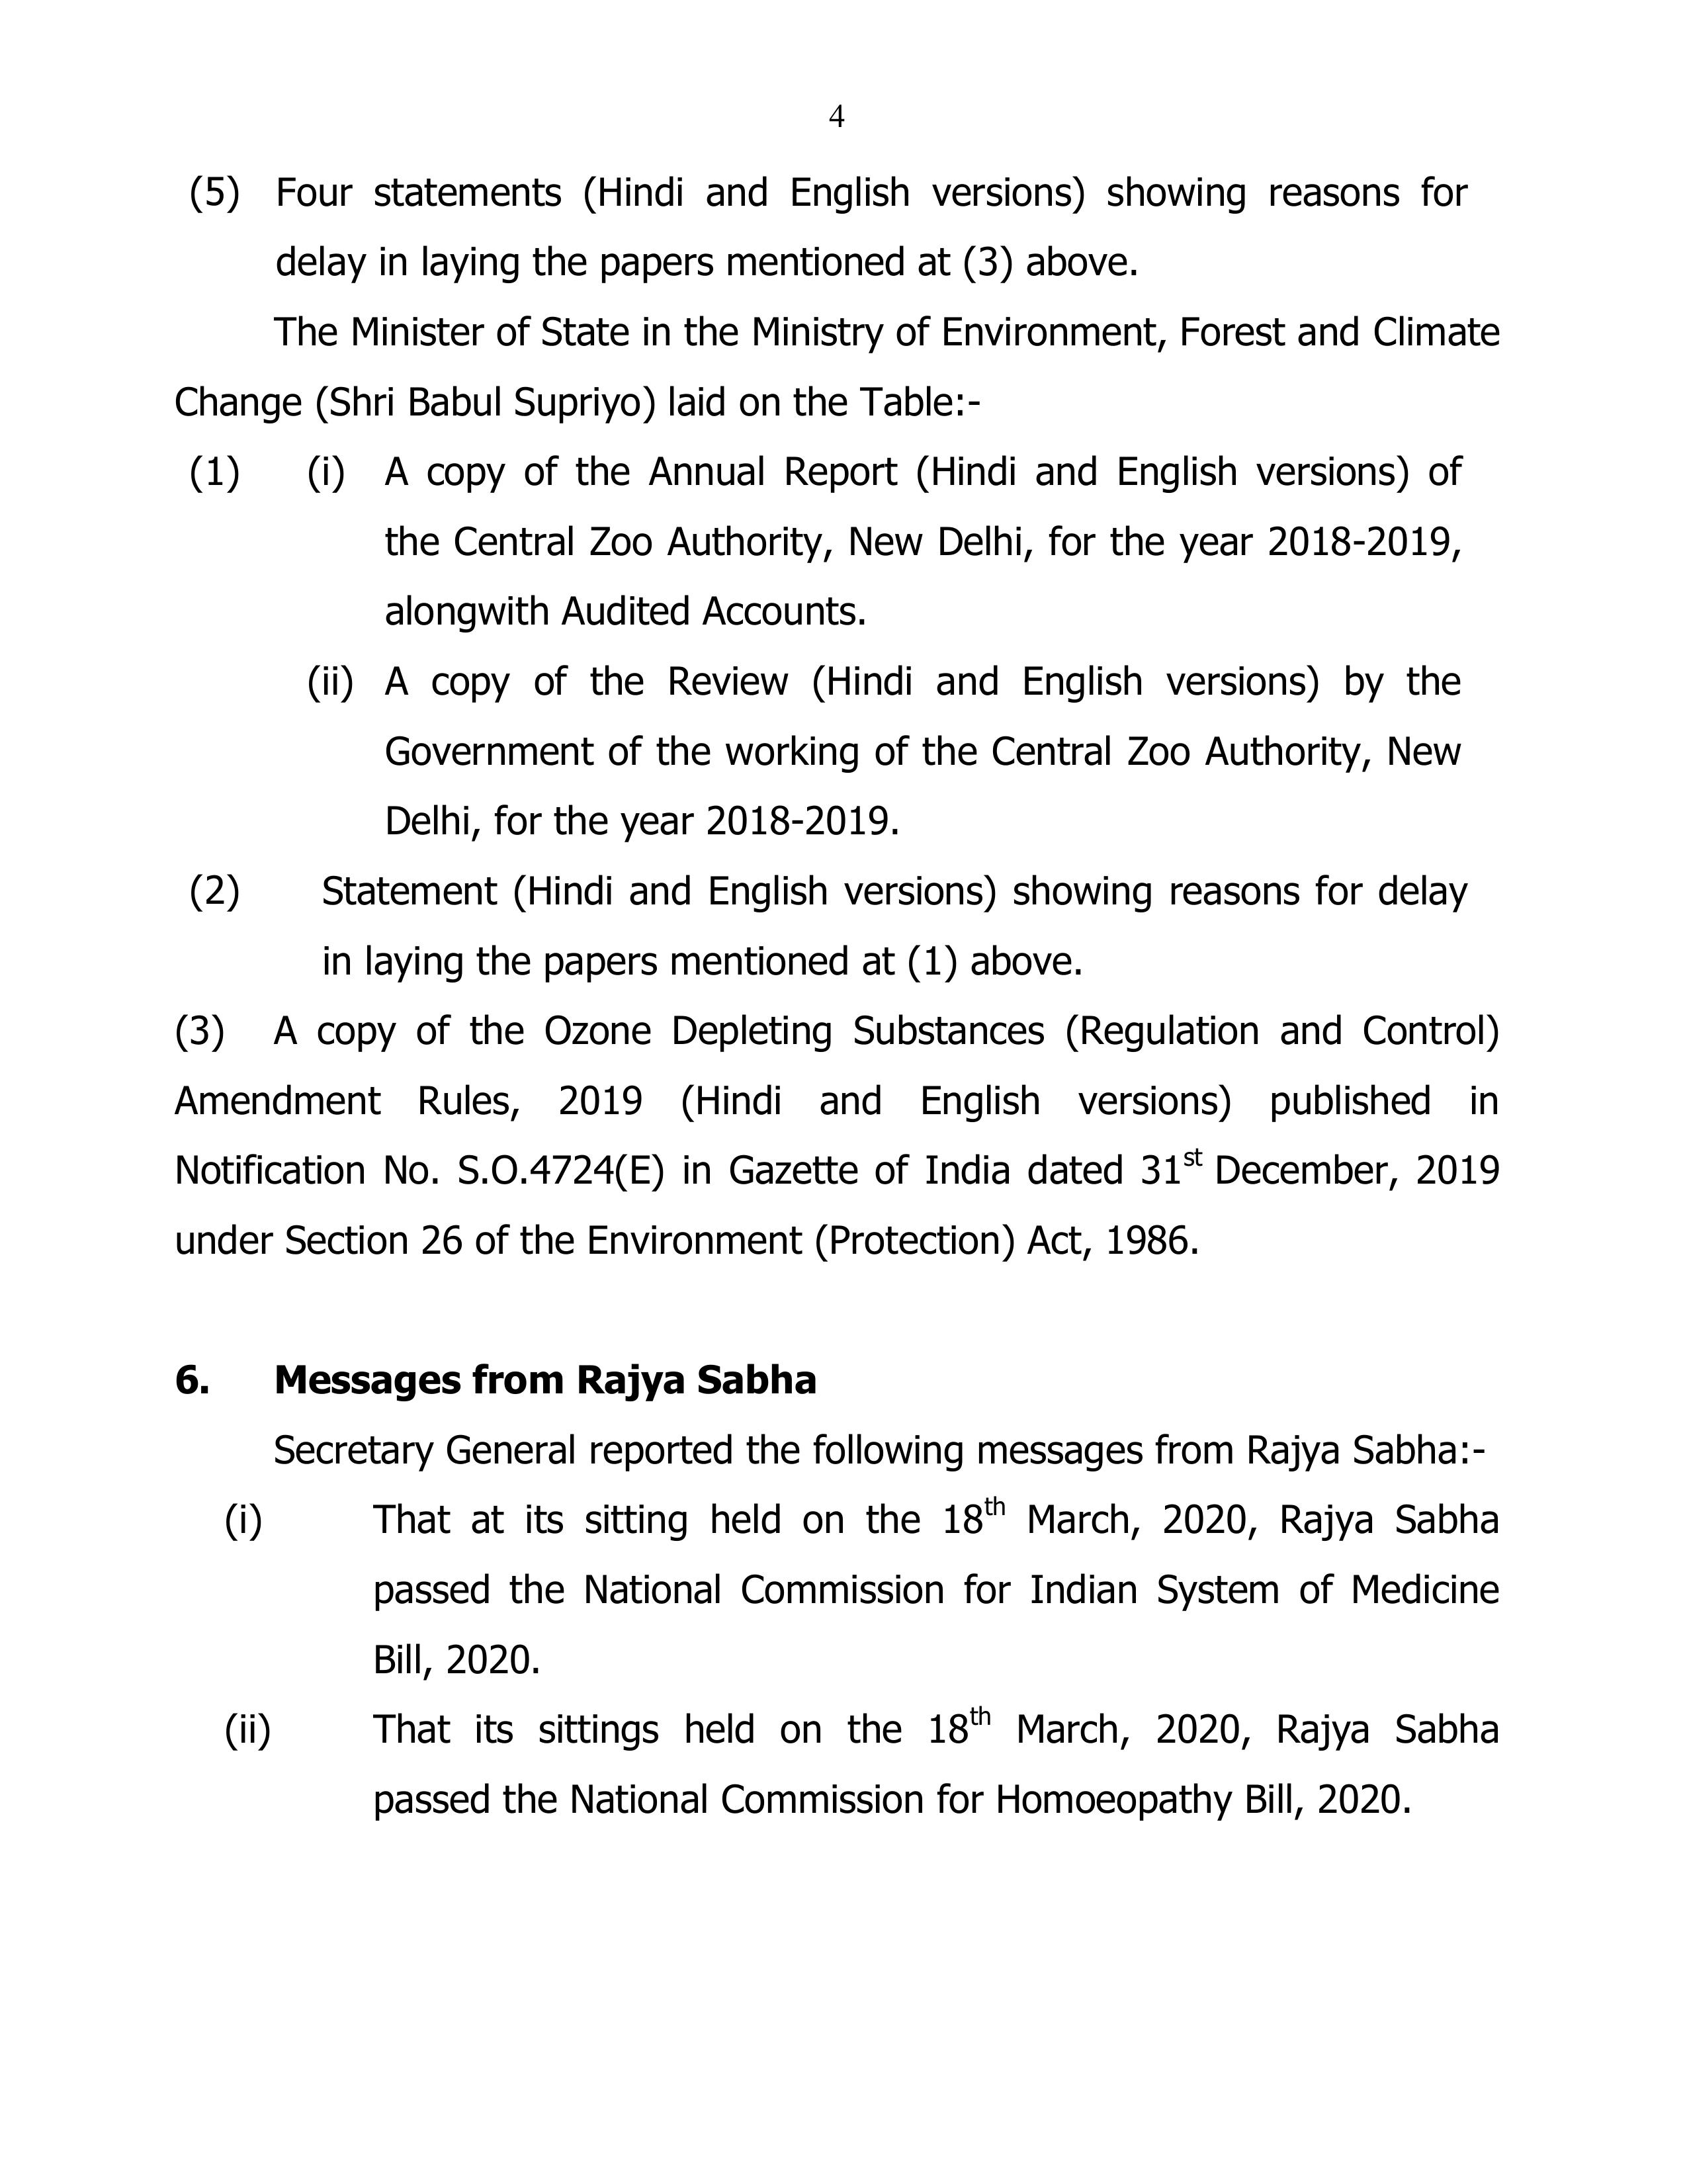 4
(5) Four statements (Hindi and English versions) showing reasons for
delay in laying the papers mentioned at (3) above.
The Minister of State in the Ministry of Environment, Forest and Climate
Change (Shri Babul Supriyo) laid on the Table:-
(1) (i) A copy of the Annual Report (Hindi and English versions) of
the Central Zoo Authority, New Delhi, for the year 2018-2019,
alongwith Audited Accounts.
(ii) A copy of the Review (Hindi and English versions) by the
Government of the working of the Central Zoo Authority, New
Delhi, for the year 2018-2019.
(2) Statement (Hindi and English versions) showing reasons for delay
in laying the papers mentioned at (1) above.
(3) A copy of the Ozone Depleting Substances (Regulation and Control)
Amendment Rules, 2019 (Hindi and English versions) published in
Notification No. S.O.4724(E) in Gazette of India dated 31st December, 2019
under Section 26 of the Environment (Protection) Act, 1986.
6. Messages from Rajya Sabha
Secretary General reported the following messages from Rajya Sabha:-
(i) That at its sitting held on the 18th March, 2020, Rajya Sabha
passed the National Commission for Indian System of Medicine
Bill, 2020.
(ii) That its sittings held on the 18th March, 2020, Rajya Sabha
passed the National Commission for Homoeopathy Bill, 2020.